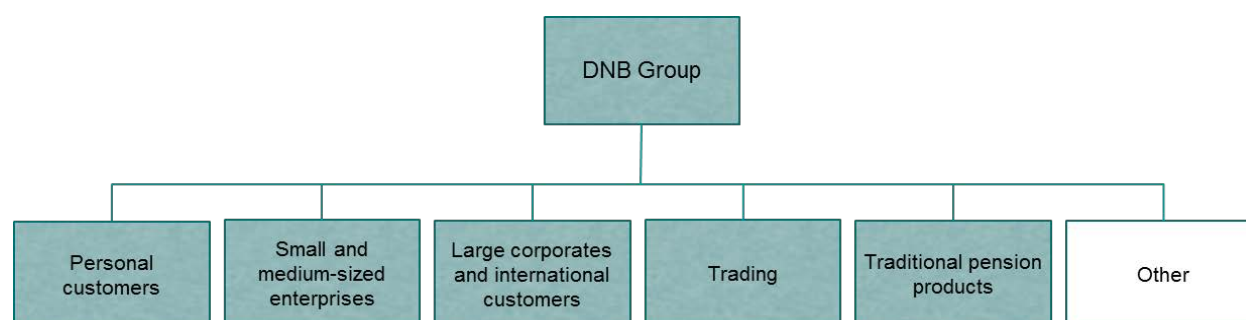 DNB Group
Personal
customers
Small and
medium-sized
enterprises
Large corporates
and international
customers
Trading
Traditional pension
products
Other